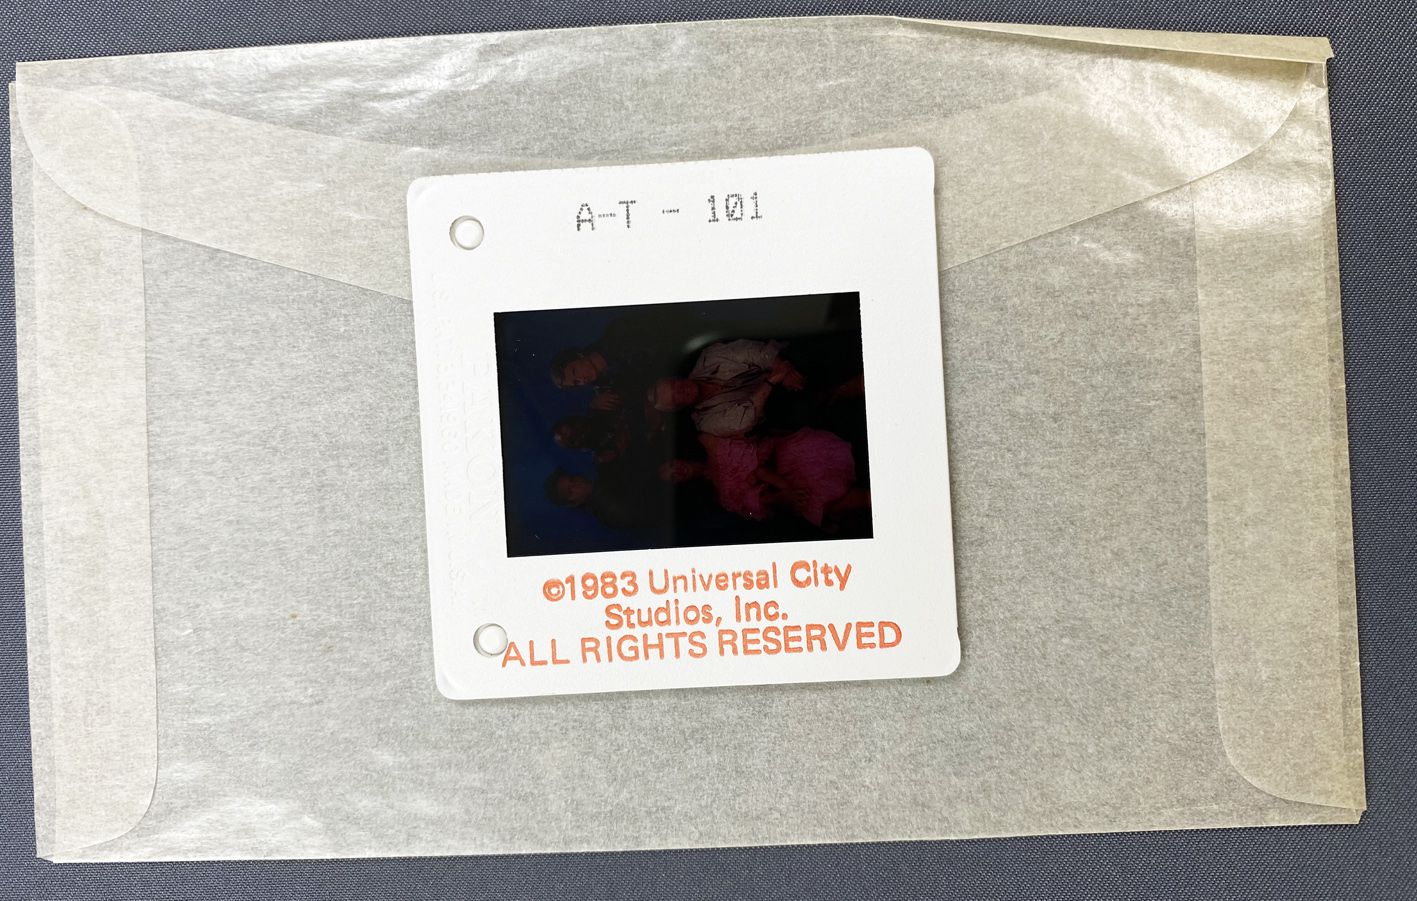 A-T - 101
©1983 Universal City
Studios, Inc.
ALL RIGHTS RESERVED